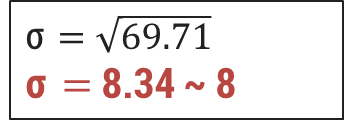 σ = √69.71
σ = 8.34 ~ 8